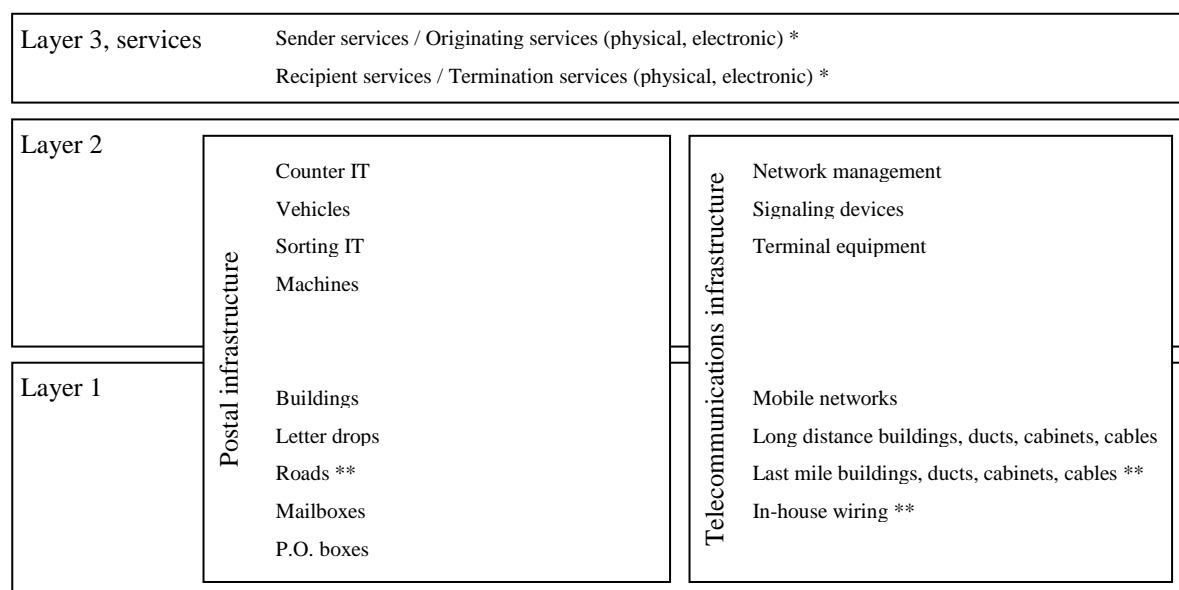 Layer 3, services
Sender services / Originating services (physical, electronic) *
Recipient services / Termination services (physical, electronic) *
Layer 2
Postal infrastructure
Counter IT
Vehicles
Sorting IT
Machines
Telecommunications infrastructure
Network management
Signaling devices
Terminal equipment
Layer 1
Buildings
Letter drops
Roads **
Mailboxes
P.O. boxes
Mobile networks
Long distance buildings, ducts, cabinets, cables
Last mile buildings, ducts, cabinets, cables **
In-house wiring **